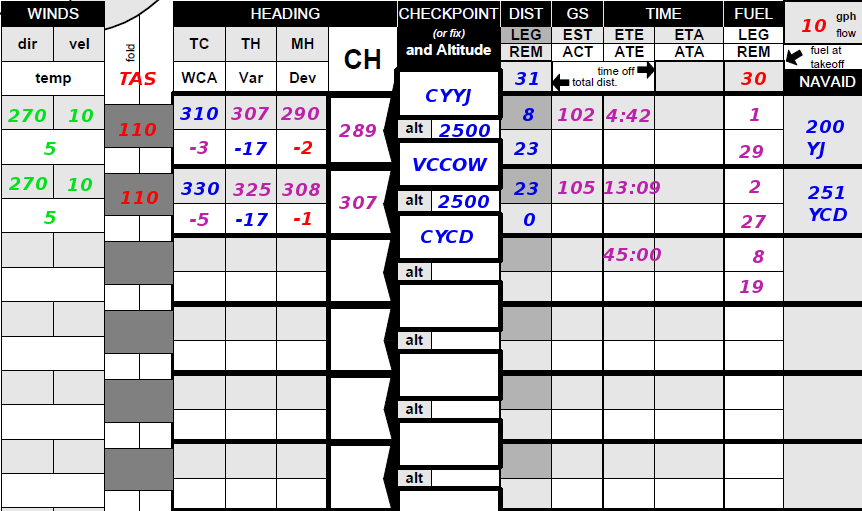 WINDS HEADING CHECKPOINT DIST GS TIME FUEL 10 gph flow
dir vel fold TC TH MH CH (or fix) LEG EST ETE ETA LEG
and Altitude REM ACT ATE ATA REM fuel at takeoff
temp TAS WCA Var Dev 31 time off total dist. 30 NAVAID
CYYJ
270 10 110 310 307 290 289 8 102 4:42 1 200
alt 2500
5 -3 -17 -2 23 29 YJ
VCCOW
270 10 110 330 325 308 307 23 105 13:09 2 251
alt 2500
5 -5 -17 -1 0 27 YCD
CYCD
45:00 8
alt
19
alt
alt
alt